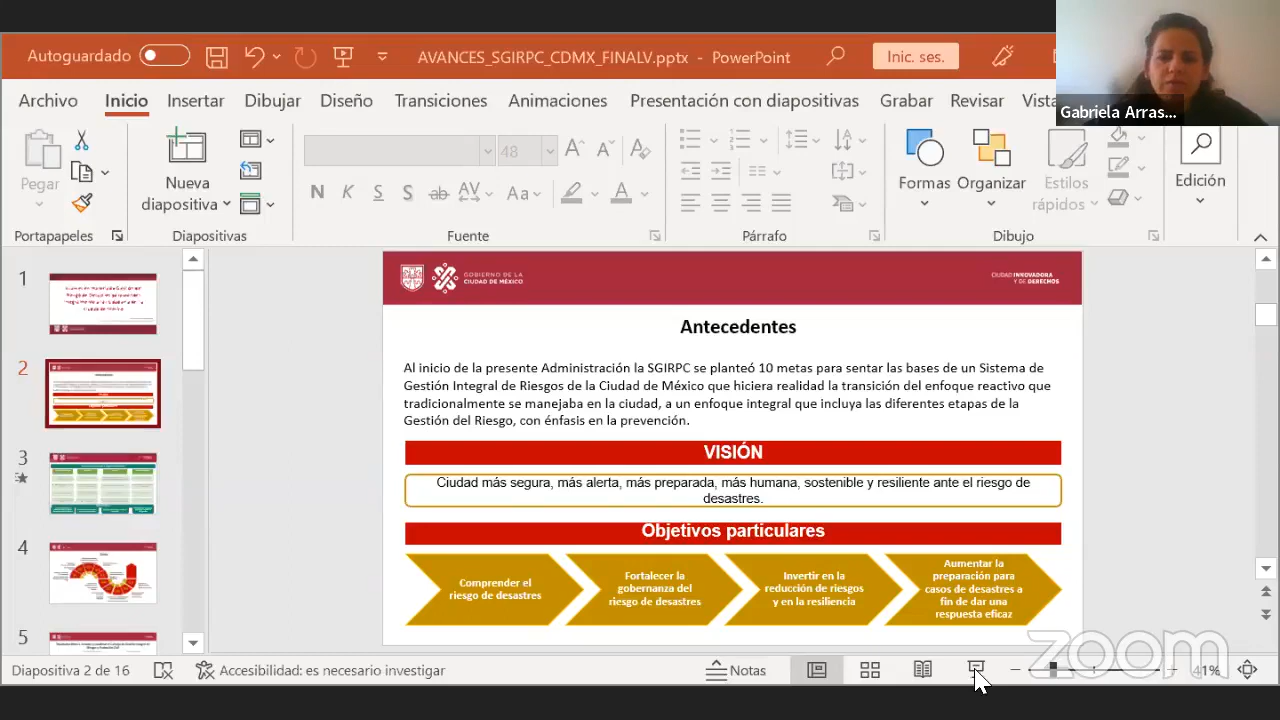 Autoguardado
AVANCES_SGIRPC_CDMX_FINALV.pptx - PowerPoint
Inic. ses.
Gabriela Arras...
Archivo Inicio Insertar Dibujar Diseño Transiciones Animaciones Presentación con diapositivas Grabar Revisar Vista
Pegar
Nueva
diapositiva
48
N K S S ab AV Aa A
Formas Organizar Estilos
rápidos
Edición
Portapapeles Diapositivas Fuente Párrafo Dibujo
1
2
3
4
5
GOBIERNO DE LA
CIUDAD DE MÉXICO
CIUDAD INNOVADORA
Y DE DERECHOS
Antecedentes
Al inicio de la presente Administración la SGIRPC se planteó 10 metas para sentar las bases de un Sistema de
Gestión Integral de Riesgos de la Ciudad de México que hiciera realidad la transición del enfoque reactivo que
tradicionalmente se manejaba en la ciudad, a un enfoque integral que incluya las diferentes etapas de la
Gestión del Riesgo, con énfasis en la prevención.
VISIÓN
Ciudad más segura, más alerta, más preparada, más humana, sostenible y resiliente ante el riesgo de
desastres.
Objetivos particulares
Comprender el
riesgo de desastres
Fortalecer la
gobernanza del
riesgo de desastres
Invertir en la
reducción de riesgos
y en la resiliencia
Aumentar la
preparación para
casos de desastres a
fin de dar una
respuesta eficaz
Diapositiva 2 de 16
Accesibilidad: es necesario investigar
Notas
41%
zoom